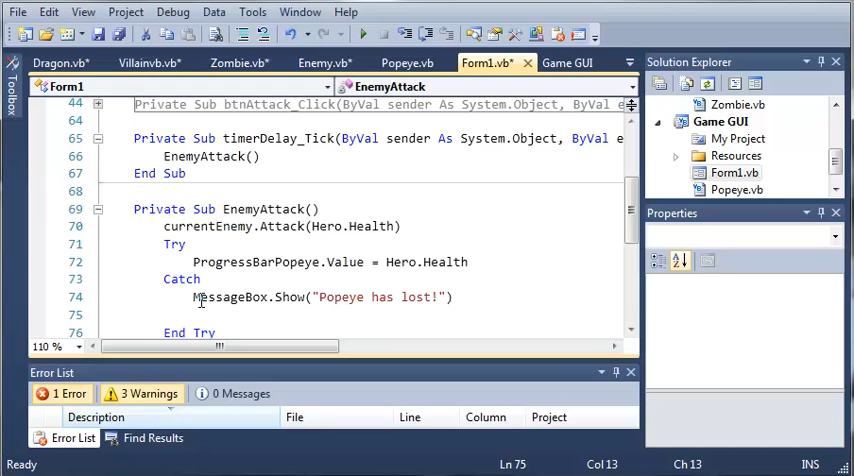 File Edit View Project Debug Data Tools Window Help
Dragon.vb* Villainvb.vb* Zombie.vb* Enemy.vb* Popeye.vb Form1.vb* Game GUI
Solution Explorer
Toolbox
Form1 EnemyAttack
44 Private Sub btnAttack_Click(ByVal sender As System.Object, ByVal e
64
65 Private Sub timerDelay_Tick(ByVal sender As System.Object, ByVal e
66 EnemyAttack()
67 End Sub
68
69 Private Sub EnemyAttack()
70 currentEnemy.Attack(Hero.Health)
71 Try
72 ProgressBarPopeye.Value = Hero.Health
73 Catch
74 MessageBox.Show("Popeye has lost!")
75
76 End Try
110 %
Zombie.vb
Game GUI
My Project
Resources
Form1.vb
Popeye.vb
Properties
Error List
1 Error 3 Warnings 0 Messages
Description File Line Column Project
Error List Find Results
Ready Ln 75 Col 13 Ch 13 INS